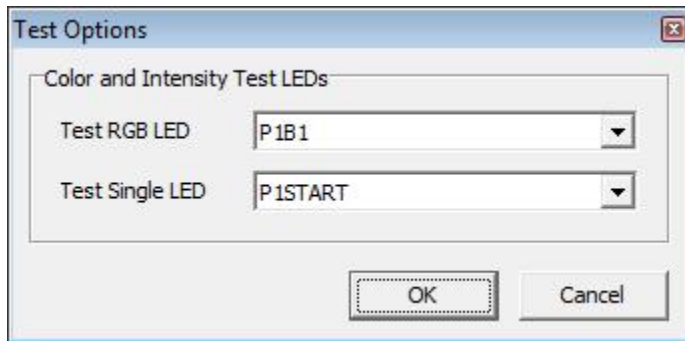 Test Options
Color and Intensity Test LEDs
Test RGB LED P1B1
Test Single LED P1START
OK Cancel